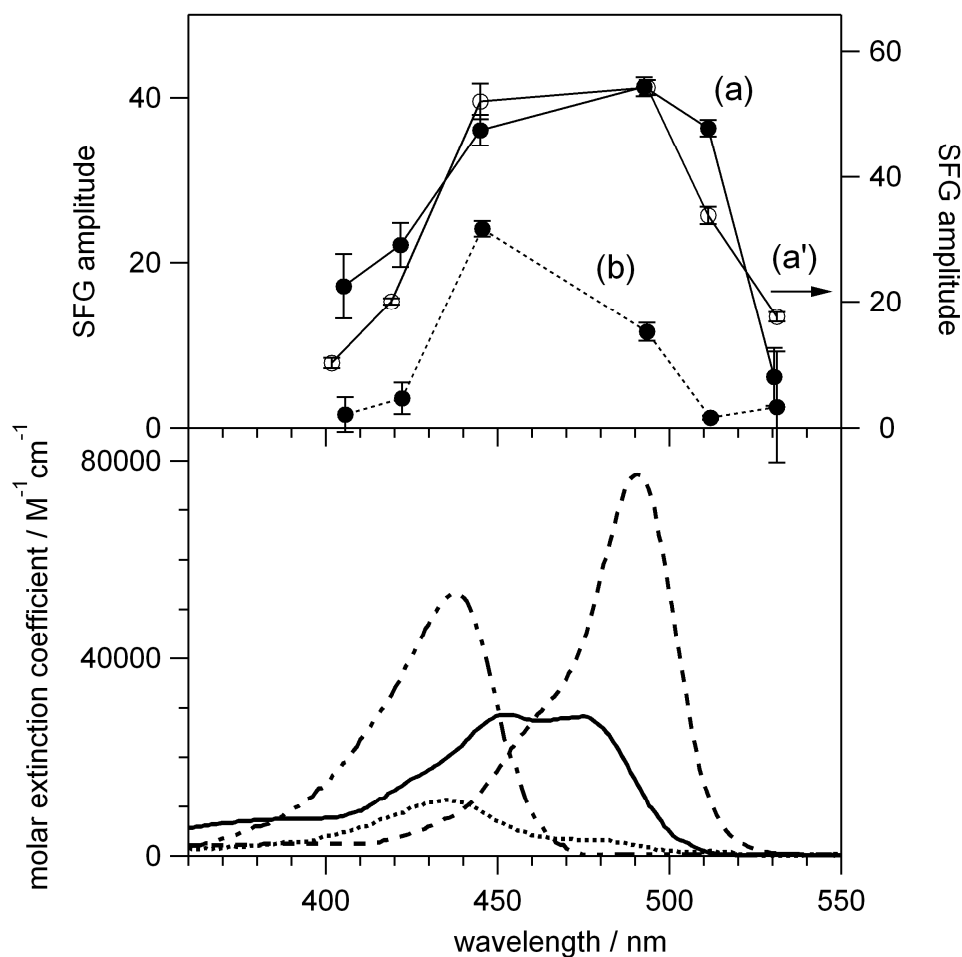 60
40
20
0
SFG amplitude
40
20
0
SFG amplitude
(a)
(b)
(a')
80000
40000
0
molar extinction coefficient / M⁻¹ cm⁻¹
400
450
500
550
wavelength / nm